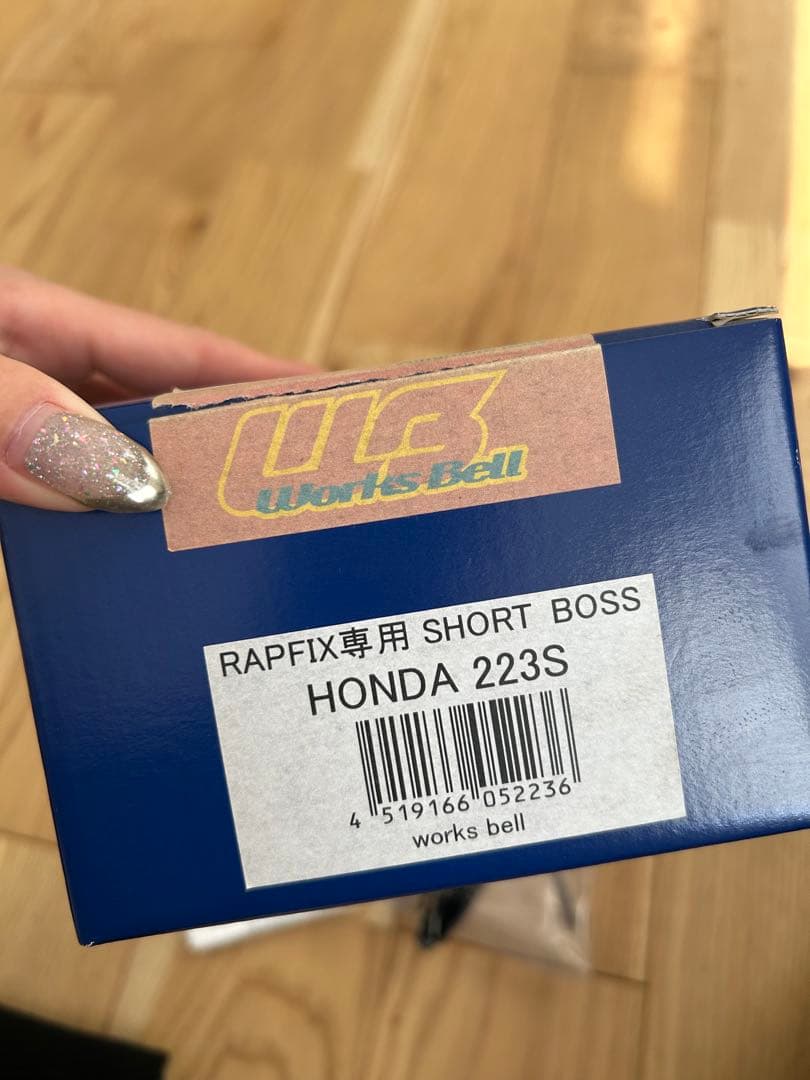 WB
Works Bell
RAPFIX専用 SHORT BOSS
HONDA 223S
4 519166 052236
works bell